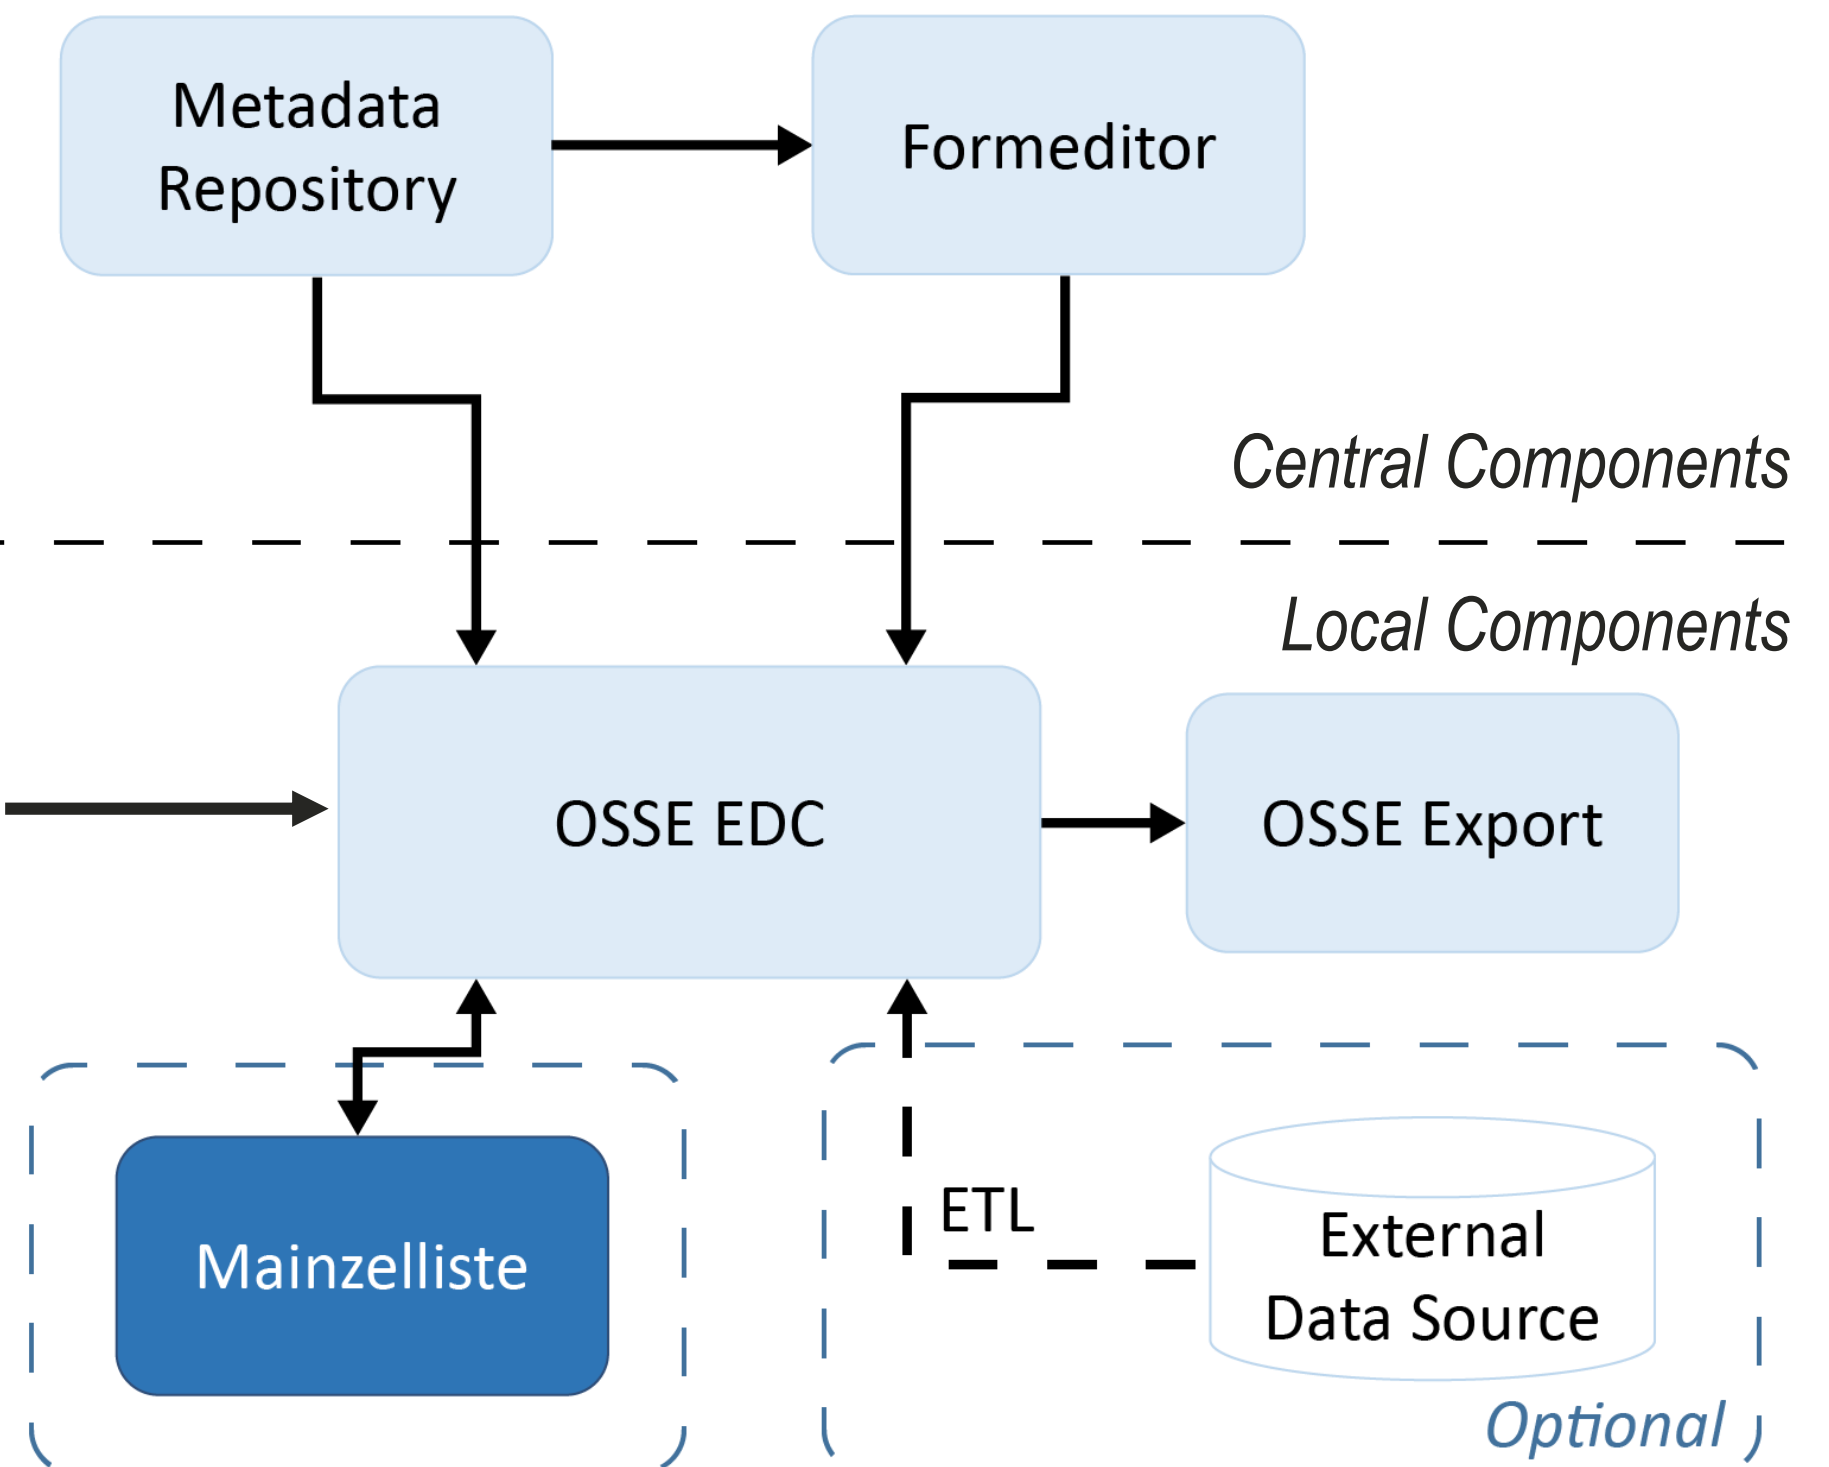 Metadata
Repository
Formeditor
Central Components
Local Components
OSSE EDC
OSSE Export
Mainzelliste
ETL
External
Data Source
Optional